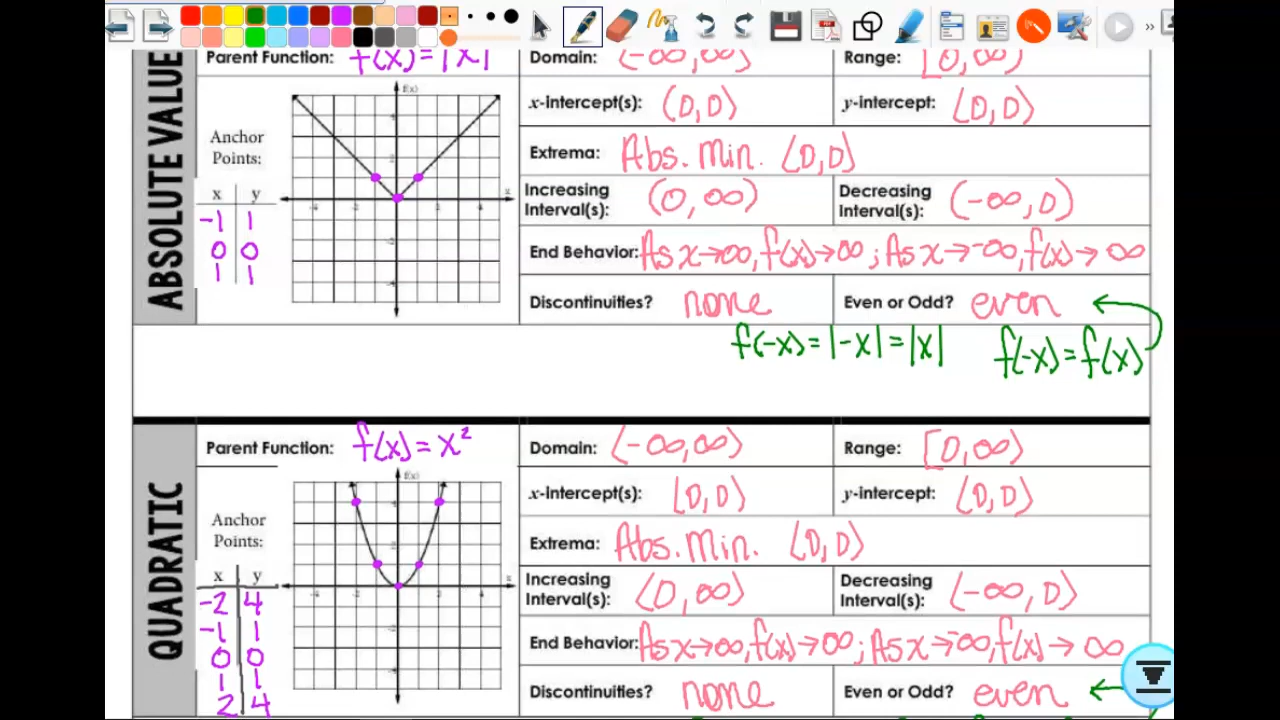 ABSOLUTE VALUE
Parent Function: f(x) = |x|
Domain: (-∞, ∞)
Range: [0, ∞)
Anchor Points:
x y
-1 1
0 0
1 1
f(x)
x
x-intercept(s): (0, 0)
y-intercept: (0, 0)
Extrema: Abs. Min. (0, 0)
Increasing Interval(s): (0, ∞)
Decreasing Interval(s): (-∞, 0)
End Behavior: As x→∞, f(x)→∞; As x→-∞, f(x)→∞
Discontinuities? none
Even or Odd? even
f(-x) = |-x| = |x|
f(-x) = f(x)
QUADRATIC
Parent Function: f(x) = x²
Domain: (-∞, ∞)
Range: [0, ∞)
Anchor Points:
x y
-2 4
-1 1
0 0
1 1
2 4
f(x)
x
x-intercept(s): (0, 0)
y-intercept: (0, 0)
Extrema: Abs. Min. (0, 0)
Increasing Interval(s): (0, ∞)
Decreasing Interval(s): (-∞, 0)
End Behavior: As x→∞, f(x)→∞; As x→-∞, f(x)→∞
Discontinuities? none
Even or Odd? even